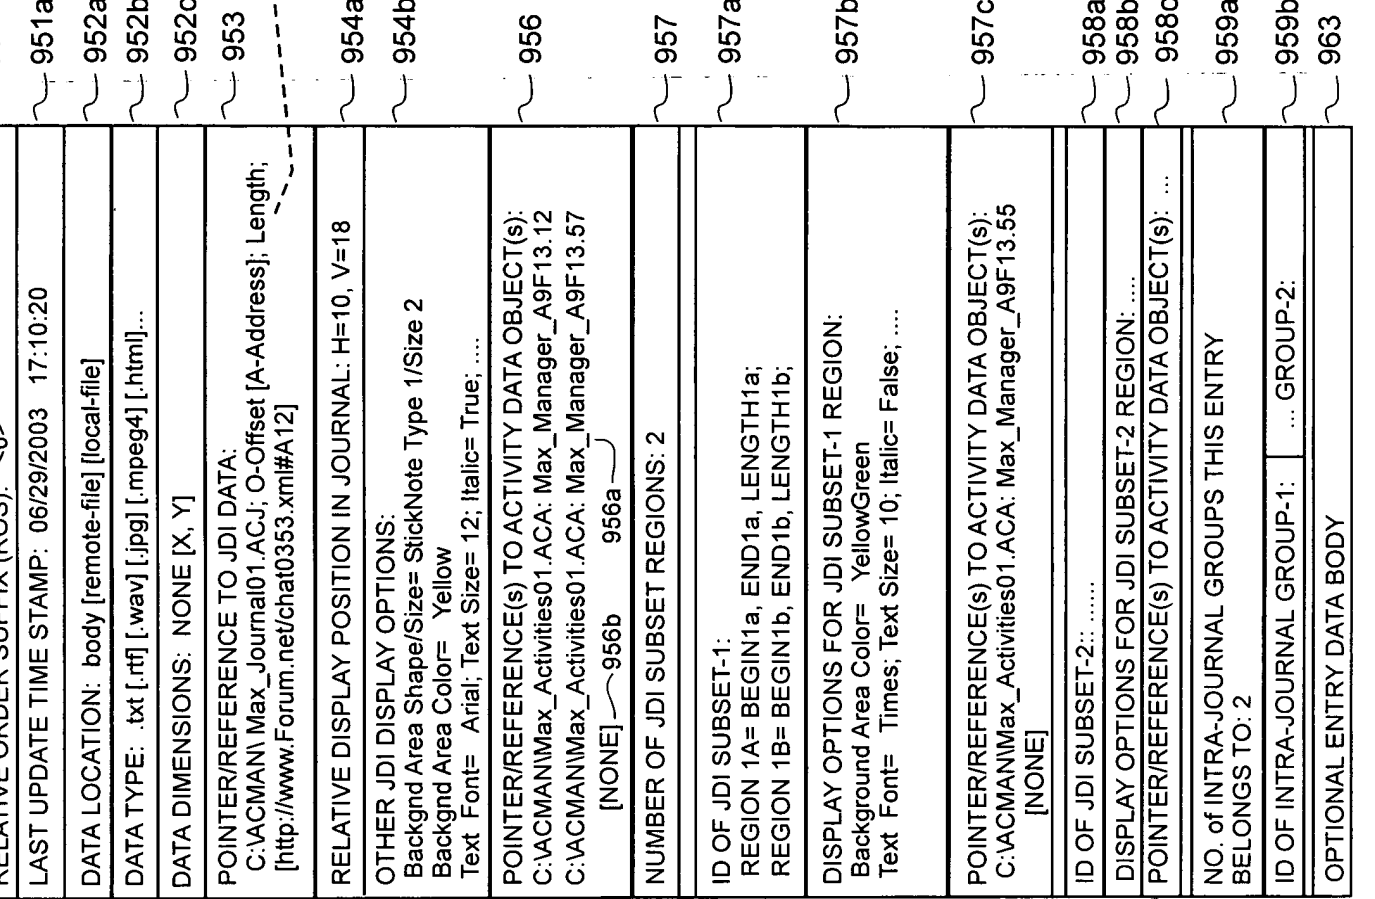 RELATIVE ORDER SUFFIX (ROS):
LAST UPDATE TIME STAMP: 06/29/2003 17:10:20
951a
DATA LOCATION: body [remote-file] [local-file]
952a
DATA TYPE: .txt [.rtf] [.wav] [.jpg] [.mpeg4] [.html]...
952b
DATA DIMENSIONS: NONE [X, Y]
952c
POINTER/REFERENCE TO JDI DATA:
C:\ACMAN\ Max_Journal01.ACJ; O-Offset [A-Address]; Length;
[http://www.Forum.net/chat0353.xml#A12]
953
RELATIVE DISPLAY POSITION IN JOURNAL: H=10, V=18
954a
OTHER JDI DISPLAY OPTIONS:
Backgnd Area Shape/Size= StickNote Type 1/Size 2
Backgnd Area Color= Yellow
Text Font= Arial; Text Size= 12; Italic= True; ....
954b
POINTER/REFERENCE(s) TO ACTIVITY DATA OBJECT(s):
C:\ACMAN\Max_Activities01.ACA: Max_Manager_A9F13.12
C:\ACMAN\Max_Activities01.ACA: Max_Manager_A9F13.57
[NONE] 956b 956a
956
NUMBER OF JDI SUBSET REGIONS: 2
957
ID OF JDI SUBSET-1:
REGION 1A= BEGIN1a, END1a, LENGTH1a;
REGION 1B= BEGIN1b, END1b, LENGTH1b;
957a
DISPLAY OPTIONS FOR JDI SUBSET-1 REGION:
Background Area Color= YellowGreen
Text Font= Times; Text Size= 10; Italic= False; ....
957b
POINTER/REFERENCE(s) TO ACTIVITY DATA OBJECT(s):
C:\ACMAN\Max_Activities01.ACA: Max_Manager_A9F13.55
[NONE]
957c
ID OF JDI SUBSET-2:: .......
958a
DISPLAY OPTIONS FOR JDI SUBSET-2 REGION: ....
958b
POINTER/REFERENCE(s) TO ACTIVITY DATA OBJECT(s): ...
958c
NO. of INTRA-JOURNAL GROUPS THIS ENTRY
BELONGS TO: 2
959a
ID OF INTRA-JOURNAL GROUP-1: ... GROUP-2:
959b
OPTIONAL ENTRY DATA BODY
963